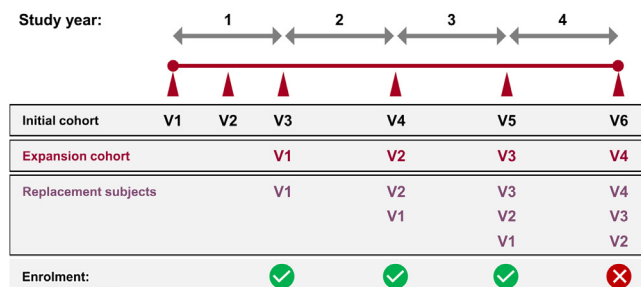 Study year: 1 2 3 4
Initial cohort V1 V2 V3 V4 V5 V6
Expansion cohort V1 V2 V3 V4
Replacement subjects V1 V2 V3 V4
V1 V2 V3
V1 V2
Enrolment: